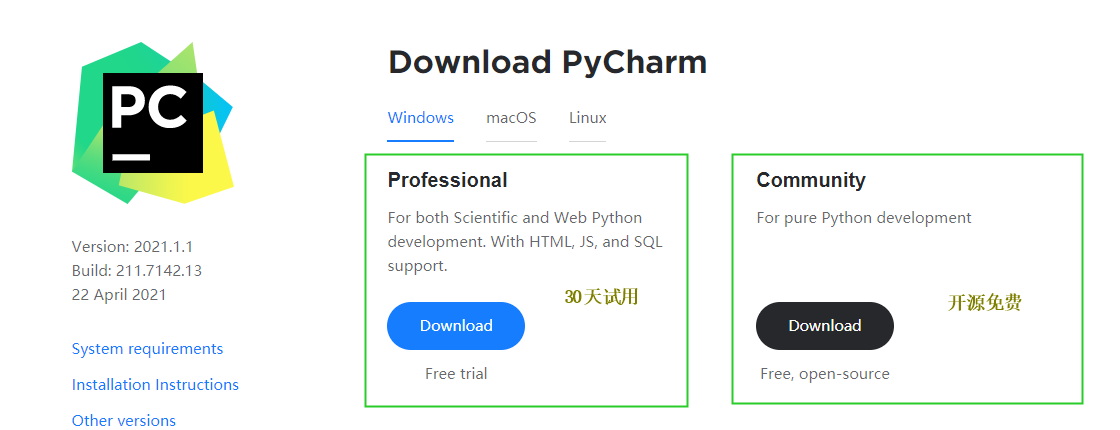 PC
Version: 2021.1.1
Build: 211.7142.13
22 April 2021
System requirements
Installation Instructions
Other versions
Download PyCharm
Windows
macOS
Linux
Professional
For both Scientific and Web Python
development. With HTML, JS, and SQL
support.
30天试用
Download
Free trial
Community
For pure Python development
开源免费
Download
Free, open-source